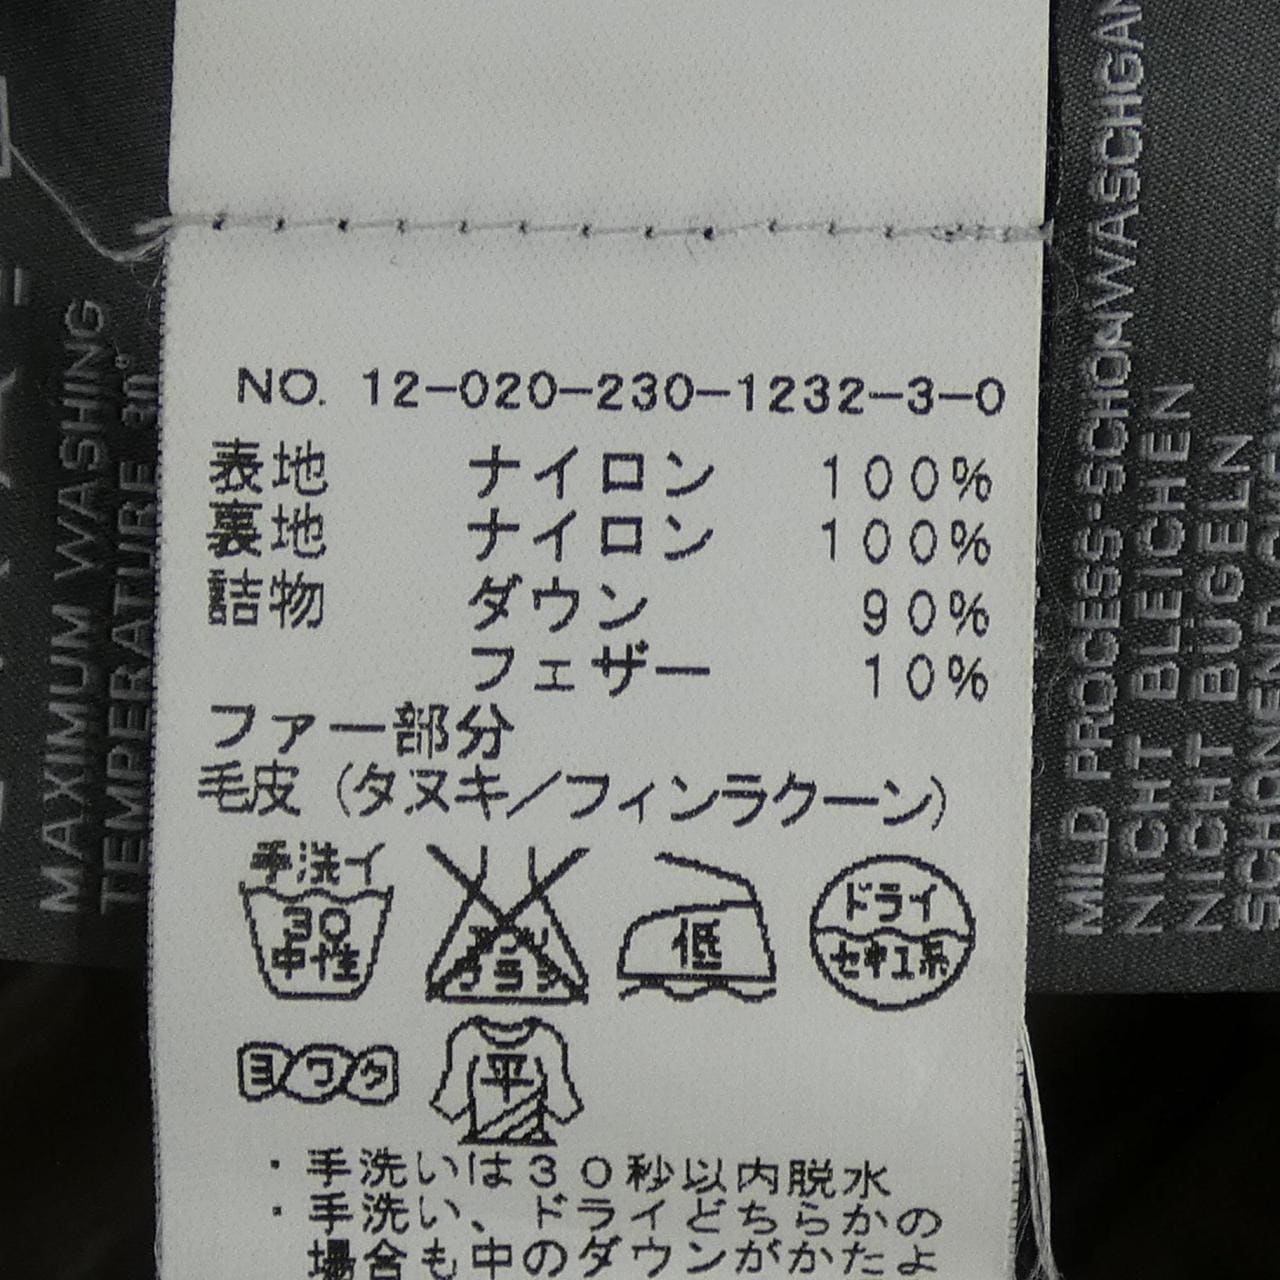 NO. 12-020-230-1232-3-0
表地 ナイロン 100%
裏地 ナイロン 100%
詰物 ダウン 90%
フェザー 10%
ファー部分
毛皮（タヌキ／フィンラクーン）
手洗イ
30
中性
低
ドライ
セキユ系
ヨワク
平
・手洗いは30秒以内脱水
・手洗い、ドライどちらかの
場合も中のダウンがかたよ
MAXIMUM WASHING
TEMPERATURE 30°
MILD PROCESS-SCHONWASCHGAN
NICHT BLEICHEN
NICHT BÜGELN